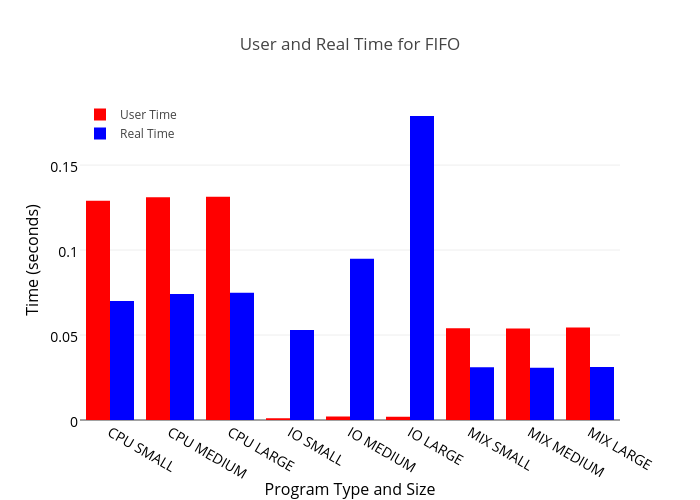 User and Real Time for FIFO
User Time
Real Time
0.15
0.1
0.05
0
Time (seconds)
CPU SMALL
CPU MEDIUM
CPU LARGE
IO SMALL
IO MEDIUM
IO LARGE
MIX SMALL
MIX MEDIUM
MIX LARGE
Program Type and Size